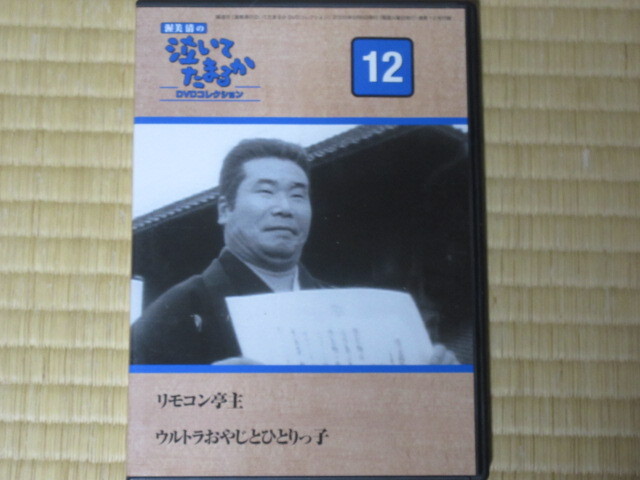 渥美清の
泣いて
たまるか
DVDコレクション
12
リモコン亭主
ウルトラおやじとひとりっ子